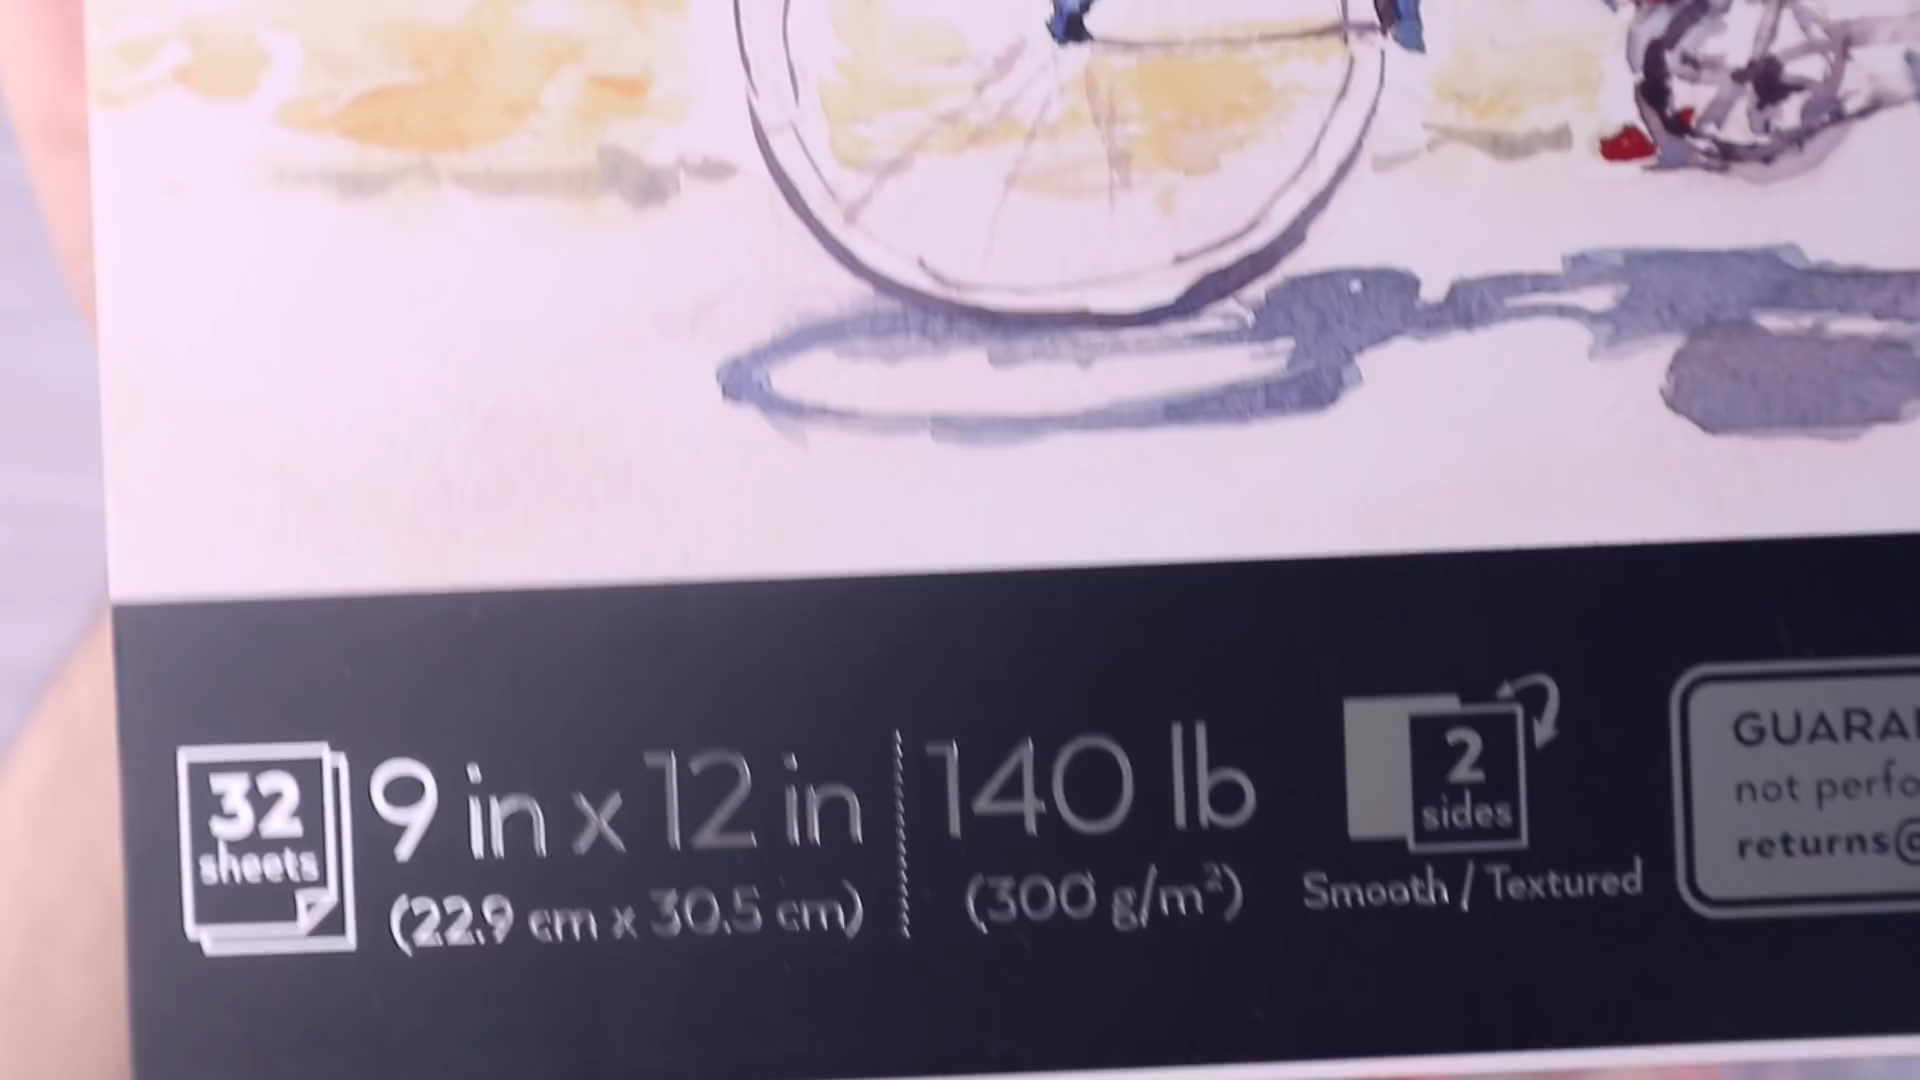 32
sheets
9 in x 12 in
(22.9 cm x 30.5 cm)
140 lb
(300 g/m²)
2
sides
Smooth / Textured
GUARA
not perfo
returns@